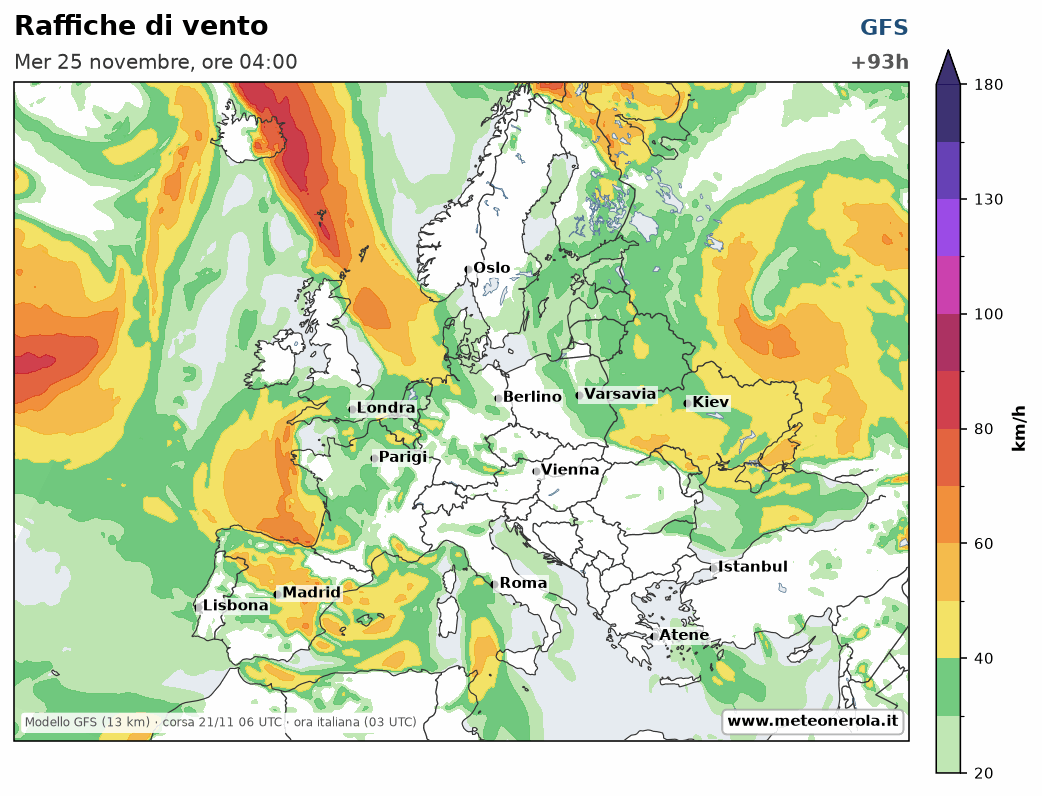 Raffiche di vento
GFS
Mer 25 novembre, ore 04:00
+93h
Oslo
Berlino
Varsavia
Kiev
Londra
Parigi
Vienna
Istanbul
Roma
Madrid
Lisbona
Atene
Modello GFS (13 km) · corsa 21/11 06 UTC · ora italiana (03 UTC)
www.meteonerola.it
180
130
100
80
60
40
20
km/h